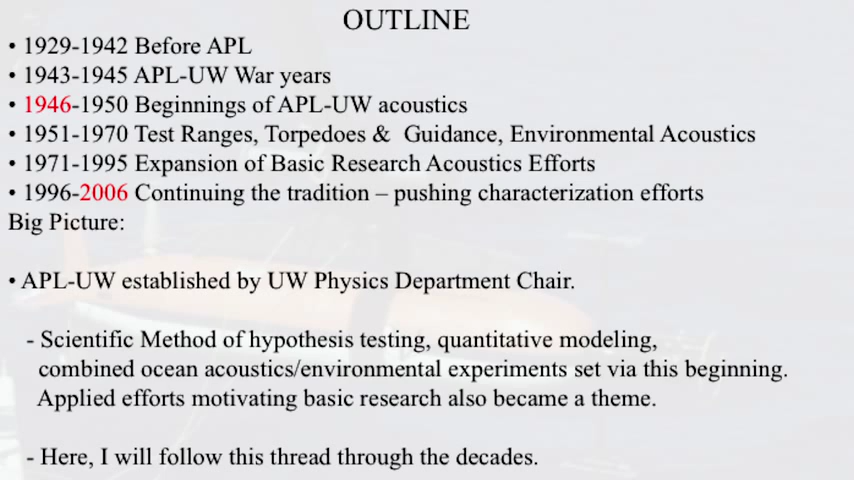 OUTLINE
• 1929-1942 Before APL
• 1943-1945 APL-UW War years
• 1946-1950 Beginnings of APL-UW acoustics
• 1951-1970 Test Ranges, Torpedoes & Guidance, Environmental Acoustics
• 1971-1995 Expansion of Basic Research Acoustics Efforts
• 1996-2006 Continuing the tradition – pushing characterization efforts
Big Picture:
• APL-UW established by UW Physics Department Chair.
- Scientific Method of hypothesis testing, quantitative modeling,
combined ocean acoustics/environmental experiments set via this beginning.
Applied efforts motivating basic research also became a theme.
- Here, I will follow this thread through the decades.